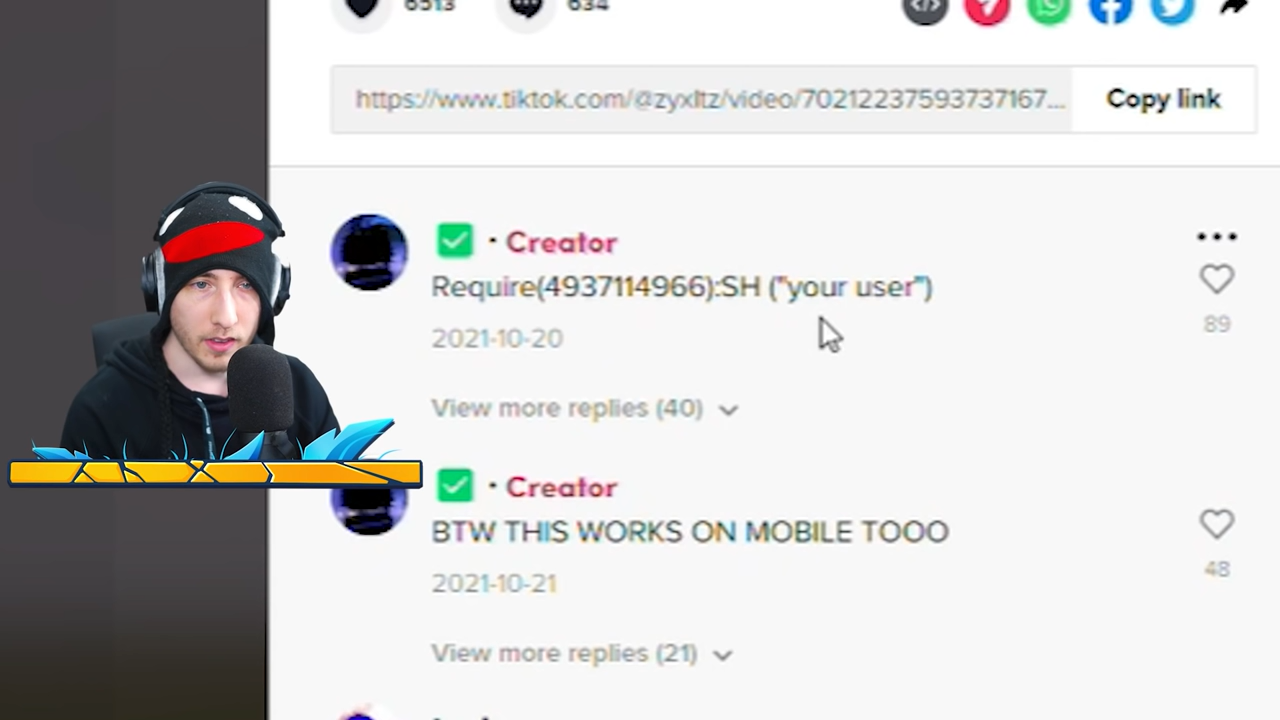 6513 634
https://www.tiktok.com/@zyxltz/video/70212237593737167... Copy link
· Creator
Require(4937114966):SH ("your user")
89
2021-10-20
View more replies (40)
· Creator
BTW THIS WORKS ON MOBILE TOOO
2021-10-21
48
View more replies (21)